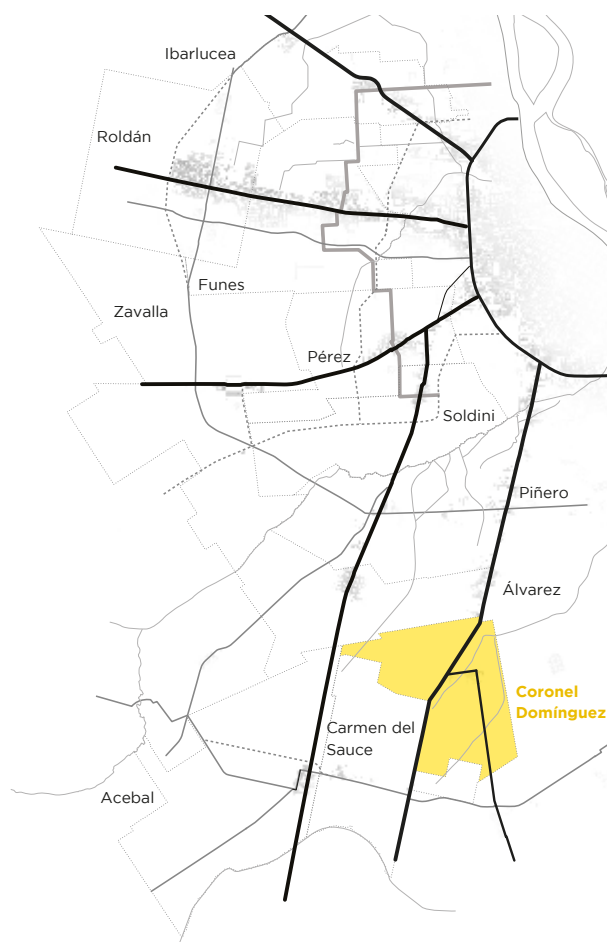 Ibarlucea
Roldán
Funes
Zavalla
Pérez
Soldini
Piñero
Álvarez
Coronel
Domínguez
Carmen del
Sauce
Acebal